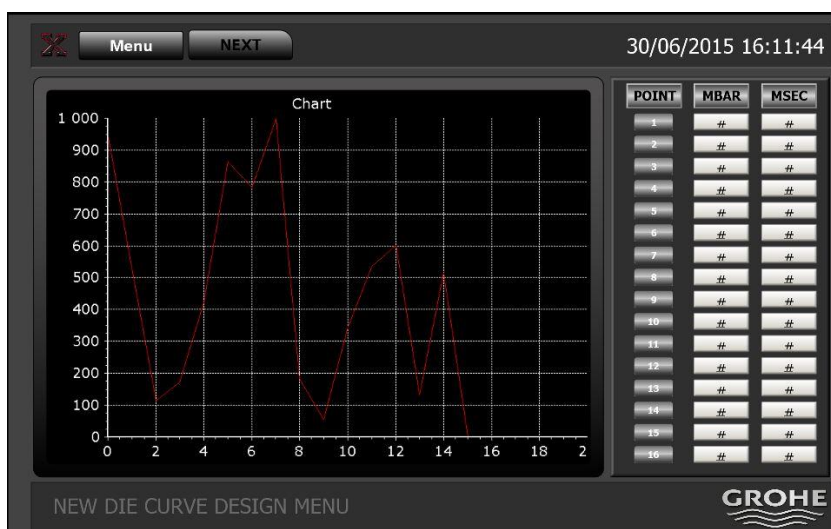 Menu NEXT 30/06/2015 16:11:44
Chart
1 000
900
800
700
600
500
400
300
200
100
0
0 2 4 6 8 10 12 14 16 18 2
POINT MBAR MSEC
1 # #
2 # #
3 # #
4 # #
5 # #
6 # #
7 # #
8 # #
9 # #
10 # #
11 # #
12 # #
13 # #
14 # #
15 # #
16 # #
NEW DIE CURVE DESIGN MENU
GROHE